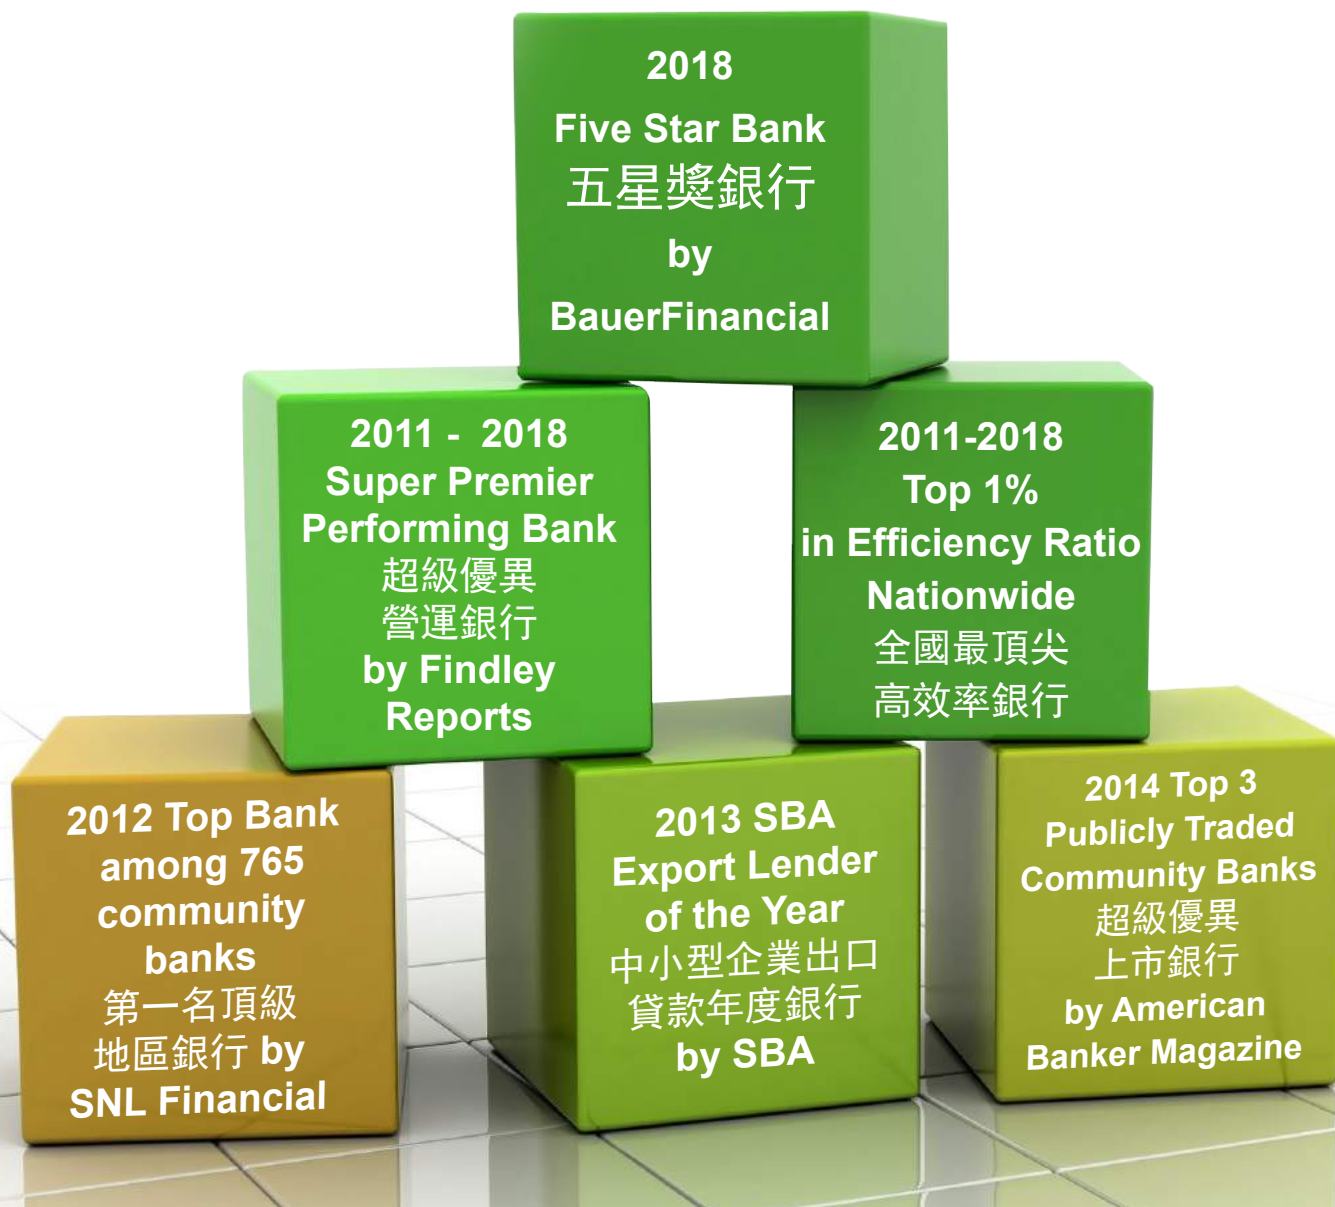 2018
Five Star Bank
五星獎銀行
by
BauerFinancial
2011 - 2018
Super Premier
Performing Bank
超級優異
營運銀行
by Findley
Reports
2011-2018
Top 1%
in Efficiency Ratio
Nationwide
全國最頂尖
高效率銀行
2012 Top Bank
among 765
community
banks
第一名頂級
地區銀行 by
SNL Financial
2013 SBA
Export Lender
of the Year
中小型企業出口
貸款年度銀行
by SBA
2014 Top 3
Publicly Traded
Community Banks
超級優異
上市銀行
by American
Banker Magazine